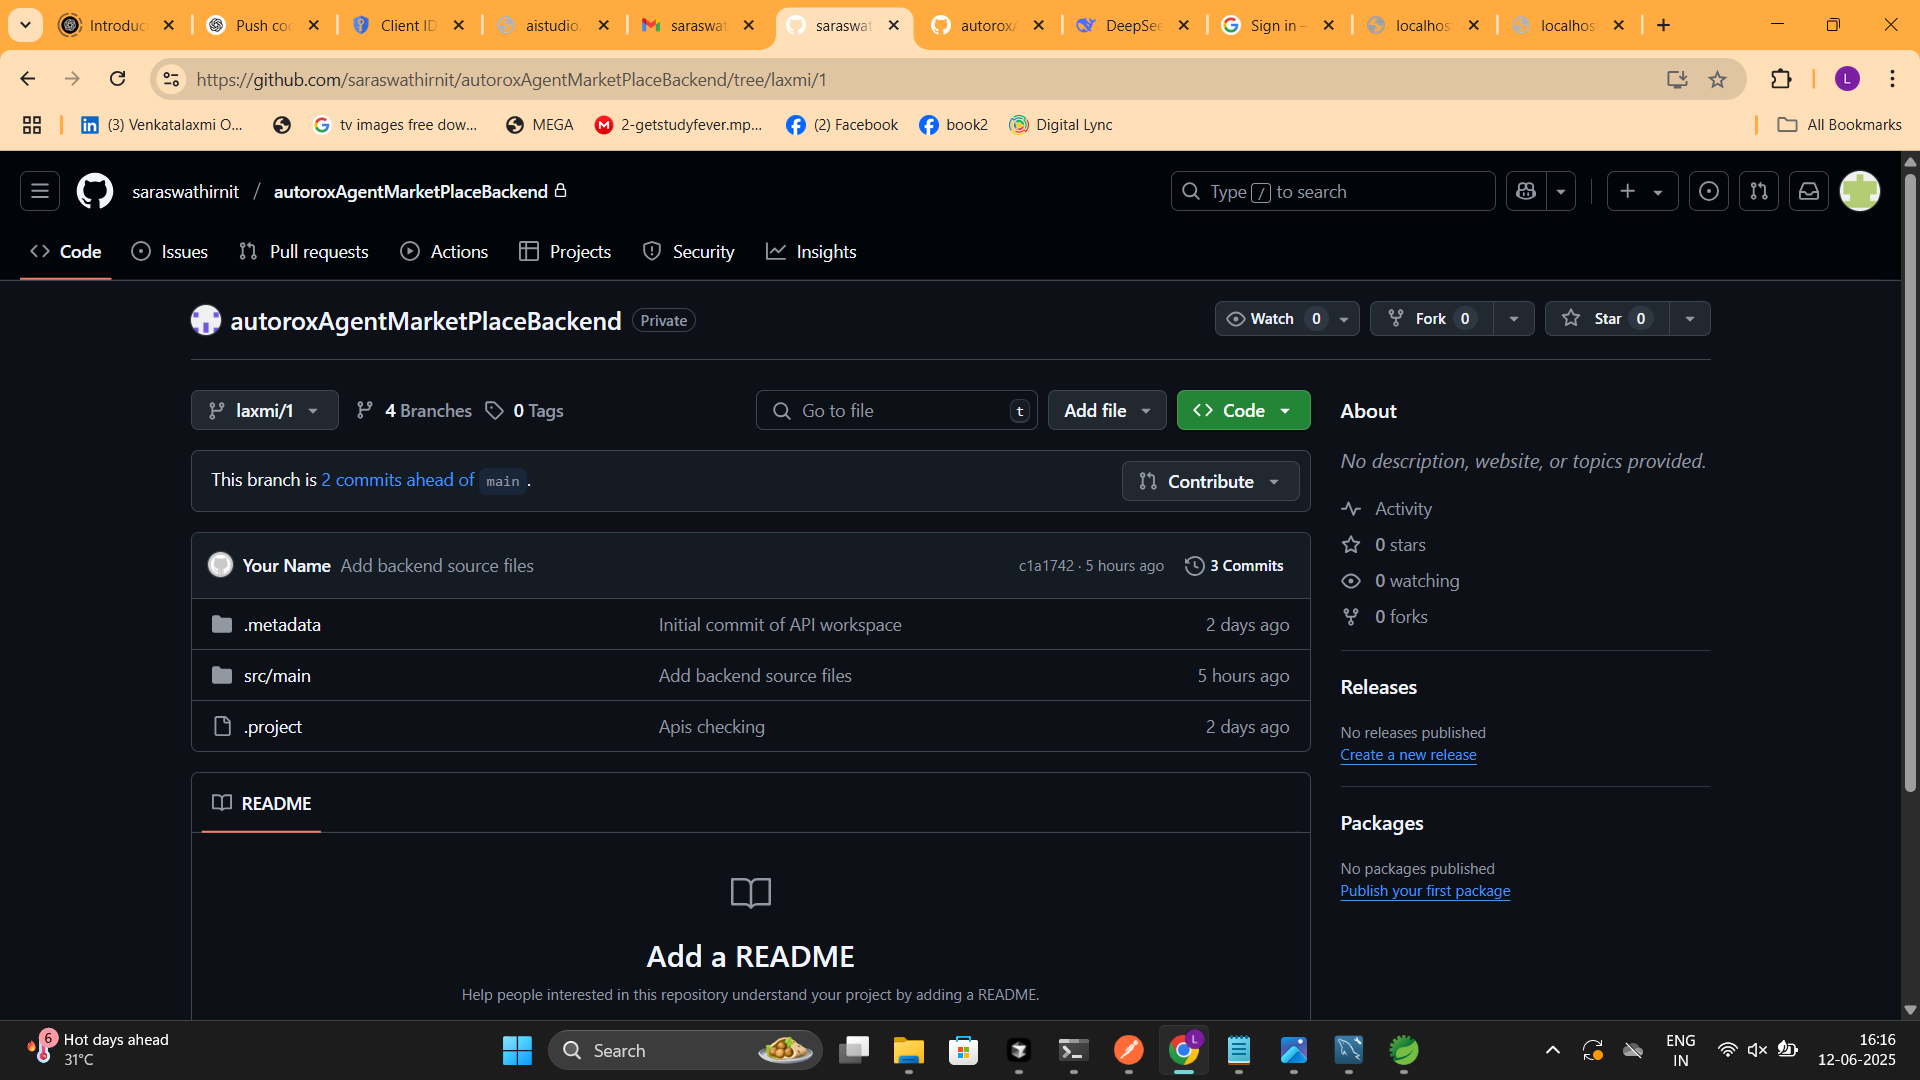 Introduc
Push co
Client ID
aistudio.
saraswat
saraswat
autorox
DeepSee
Sign in -
localhos
localhos
https://github.com/saraswathirnit/autoroxAgentMarketPlaceBackend/tree/laxmi/1
L
(3) Venkatalaxmi O...
tv images free dow...
MEGA
2-getstudyfever.mp...
(2) Facebook
book2
Digital Lync
All Bookmarks
saraswathirnit / autoroxAgentMarketPlaceBackend
Type / to search
Code
Issues
Pull requests
Actions
Projects
Security
Insights
autoroxAgentMarketPlaceBackend
Private
Watch 0
Fork 0
Star 0
laxmi/1
4 Branches
0 Tags
Go to file
t
Add file
Code
This branch is 2 commits ahead of main .
Contribute
Your Name Add backend source files
c1a1742 · 5 hours ago
3 Commits
.metadata
Initial commit of API workspace
2 days ago
src/main
Add backend source files
5 hours ago
.project
Apis checking
2 days ago
README
Add a README
Help people interested in this repository understand your project by adding a README.
About
No description, website, or topics provided.
Activity
0 stars
0 watching
0 forks
Releases
No releases published
Create a new release
Packages
No packages published
Publish your first package
6
Hot days ahead
31°C
Search
L
ENG
IN
16:16
12-06-2025